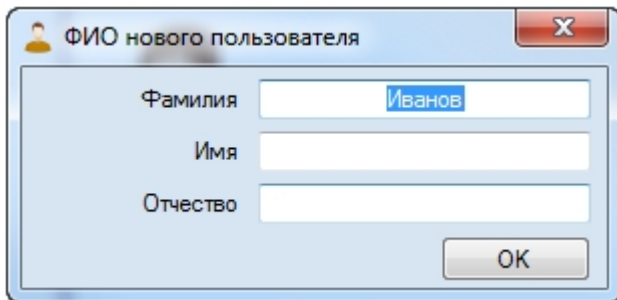 ФИО нового пользователя
Фамилия Иванов
Имя
Отчество
OK